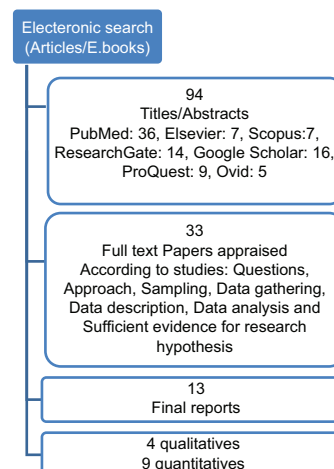 Electeronic search
(Articles/E.books)
94
Titles/Abstracts
PubMed: 36, Elsevier: 7, Scopus:7,
ResearchGate: 14, Google Scholar: 16,
ProQuest: 9, Ovid: 5
33
Full text Papers appraised
According to studies: Questions,
Approach, Sampling, Data gathering,
Data description, Data analysis and
Sufficient evidence for research
hypothesis
13
Final reports
4 qualitatives
9 quantitatives